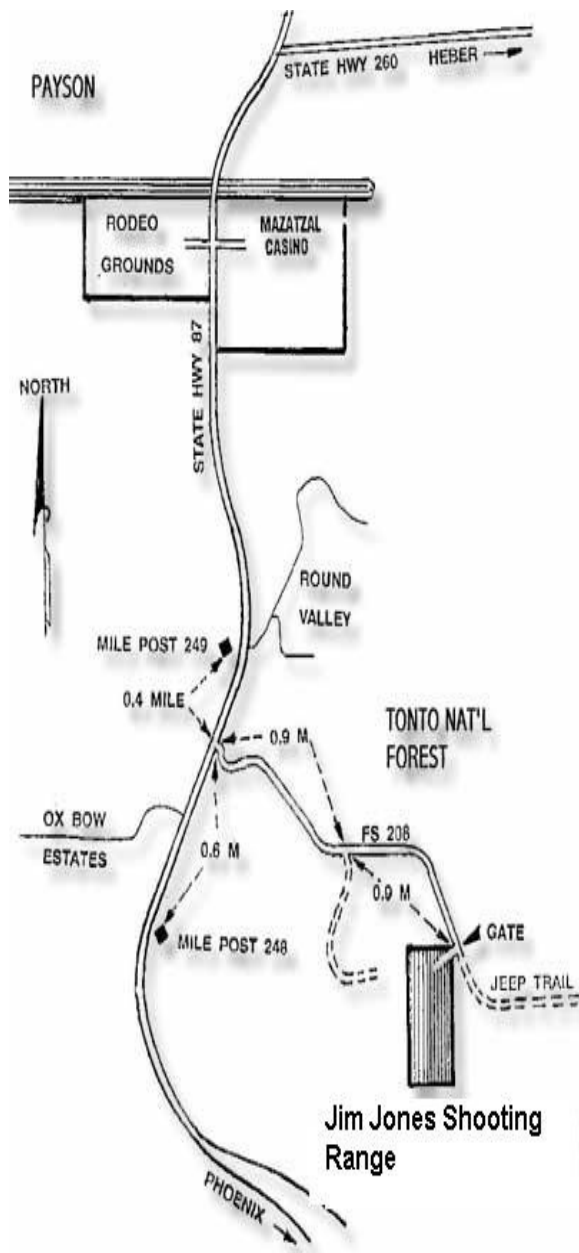 STATE HWY 260 HEBER
PAYSON
RODEO
GROUNDS
MAZATZAL
CASINO
STATE HWY 87
NORTH
ROUND
VALLEY
MILE POST 249
0.4 MILE
0.9 M
TONTO NAT'L
FOREST
OX BOW
ESTATES
0.6 M
FS 208
0.9 M
MILE POST 248
GATE
JEEP TRAIL
Jim Jones Shooting
Range
PHOENIX